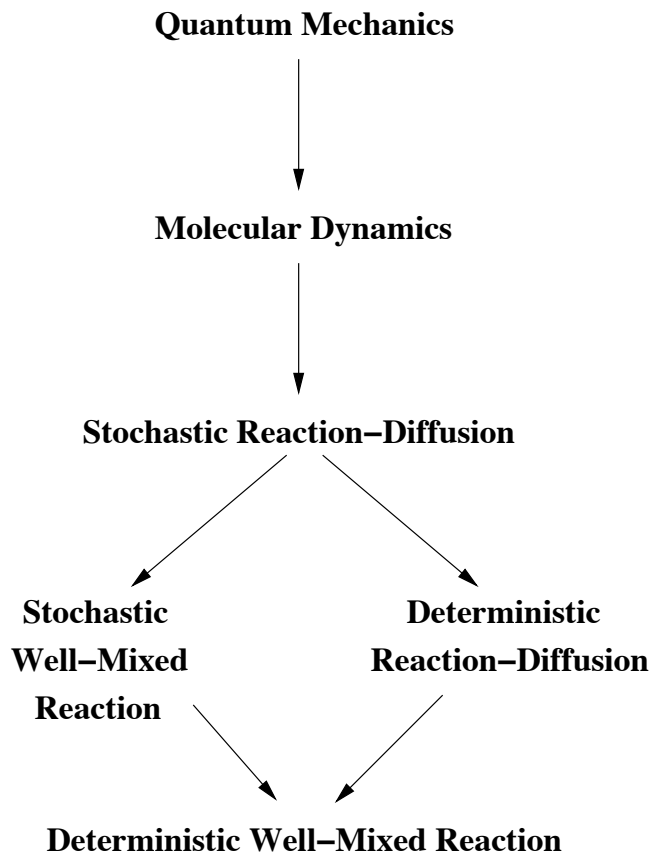 Quantum Mechanics
Molecular Dynamics
Stochastic Reaction−Diffusion
Stochastic
Well−Mixed
Reaction
Deterministic
Reaction−Diffusion
Deterministic Well−Mixed Reaction